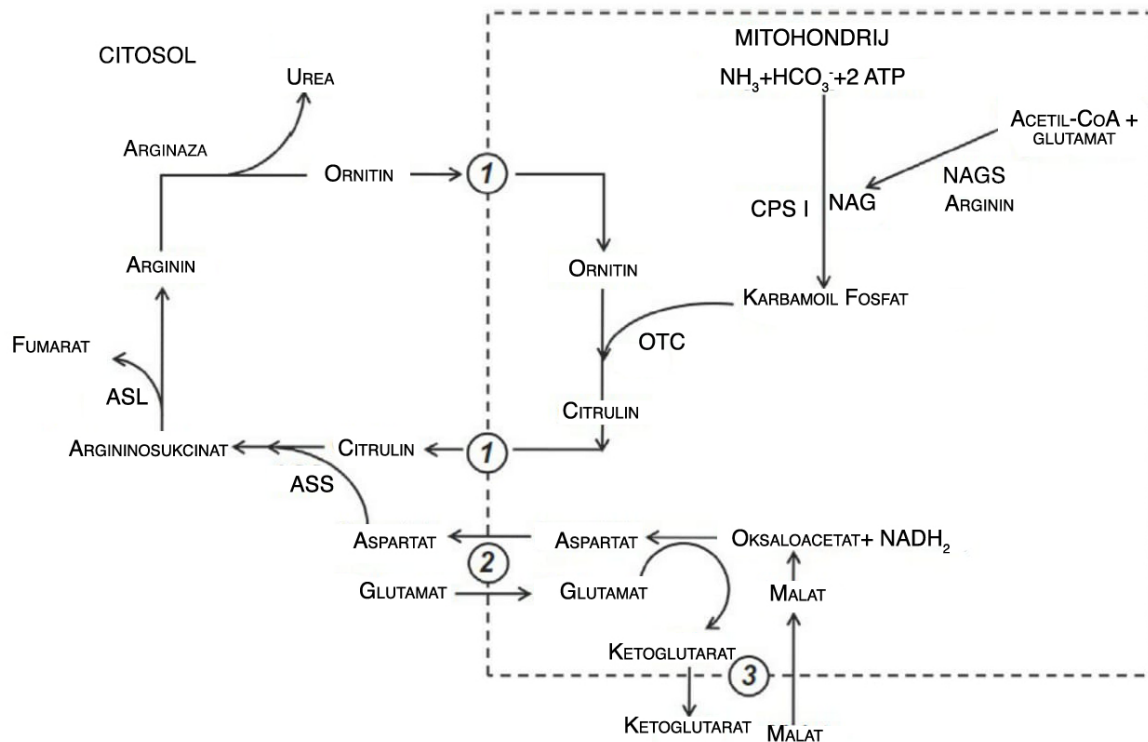 MITOHONDRIJ
CITOSOL
NH₃+HCO₃⁻+2 ATP
UREA
ACETIL-COA +
GLUTAMAT
ARGINAZA
ORNITIN
1
NAGS
CPS I
NAG
ARGININ
ARGININ
ORNITIN
KARBAMOIL FOSFAT
FUMARAT
OTC
ASL
CITRULIN
ARGININOSUKCINAT
CITRULIN
1
ASS
ASPARTAT
ASPARTAT
OKSALOACETAT+ NADH₂
2
GLUTAMAT
GLUTAMAT
MALAT
KETOGLUTARAT
3
KETOGLUTARAT
MALAT